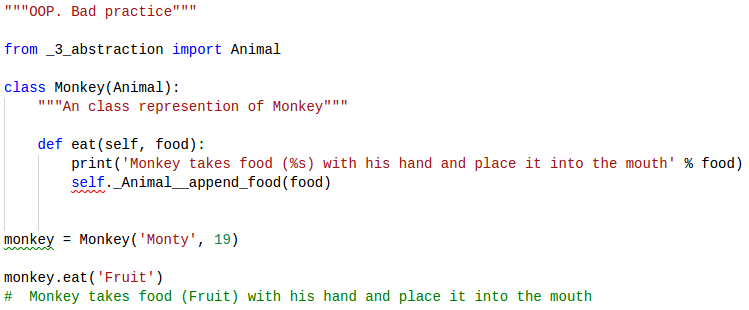 """OOP. Bad practice"""
from _3_abstraction import Animal
class Monkey(Animal):
"""An class represention of Monkey"""
def eat(self, food):
print('Monkey takes food (%s) with his hand and place it into the mouth' % food)
self._Animal__append_food(food)
monkey = Monkey('Monty', 19)
monkey.eat('Fruit')
#  Monkey takes food (Fruit) with his hand and place it into the mouth